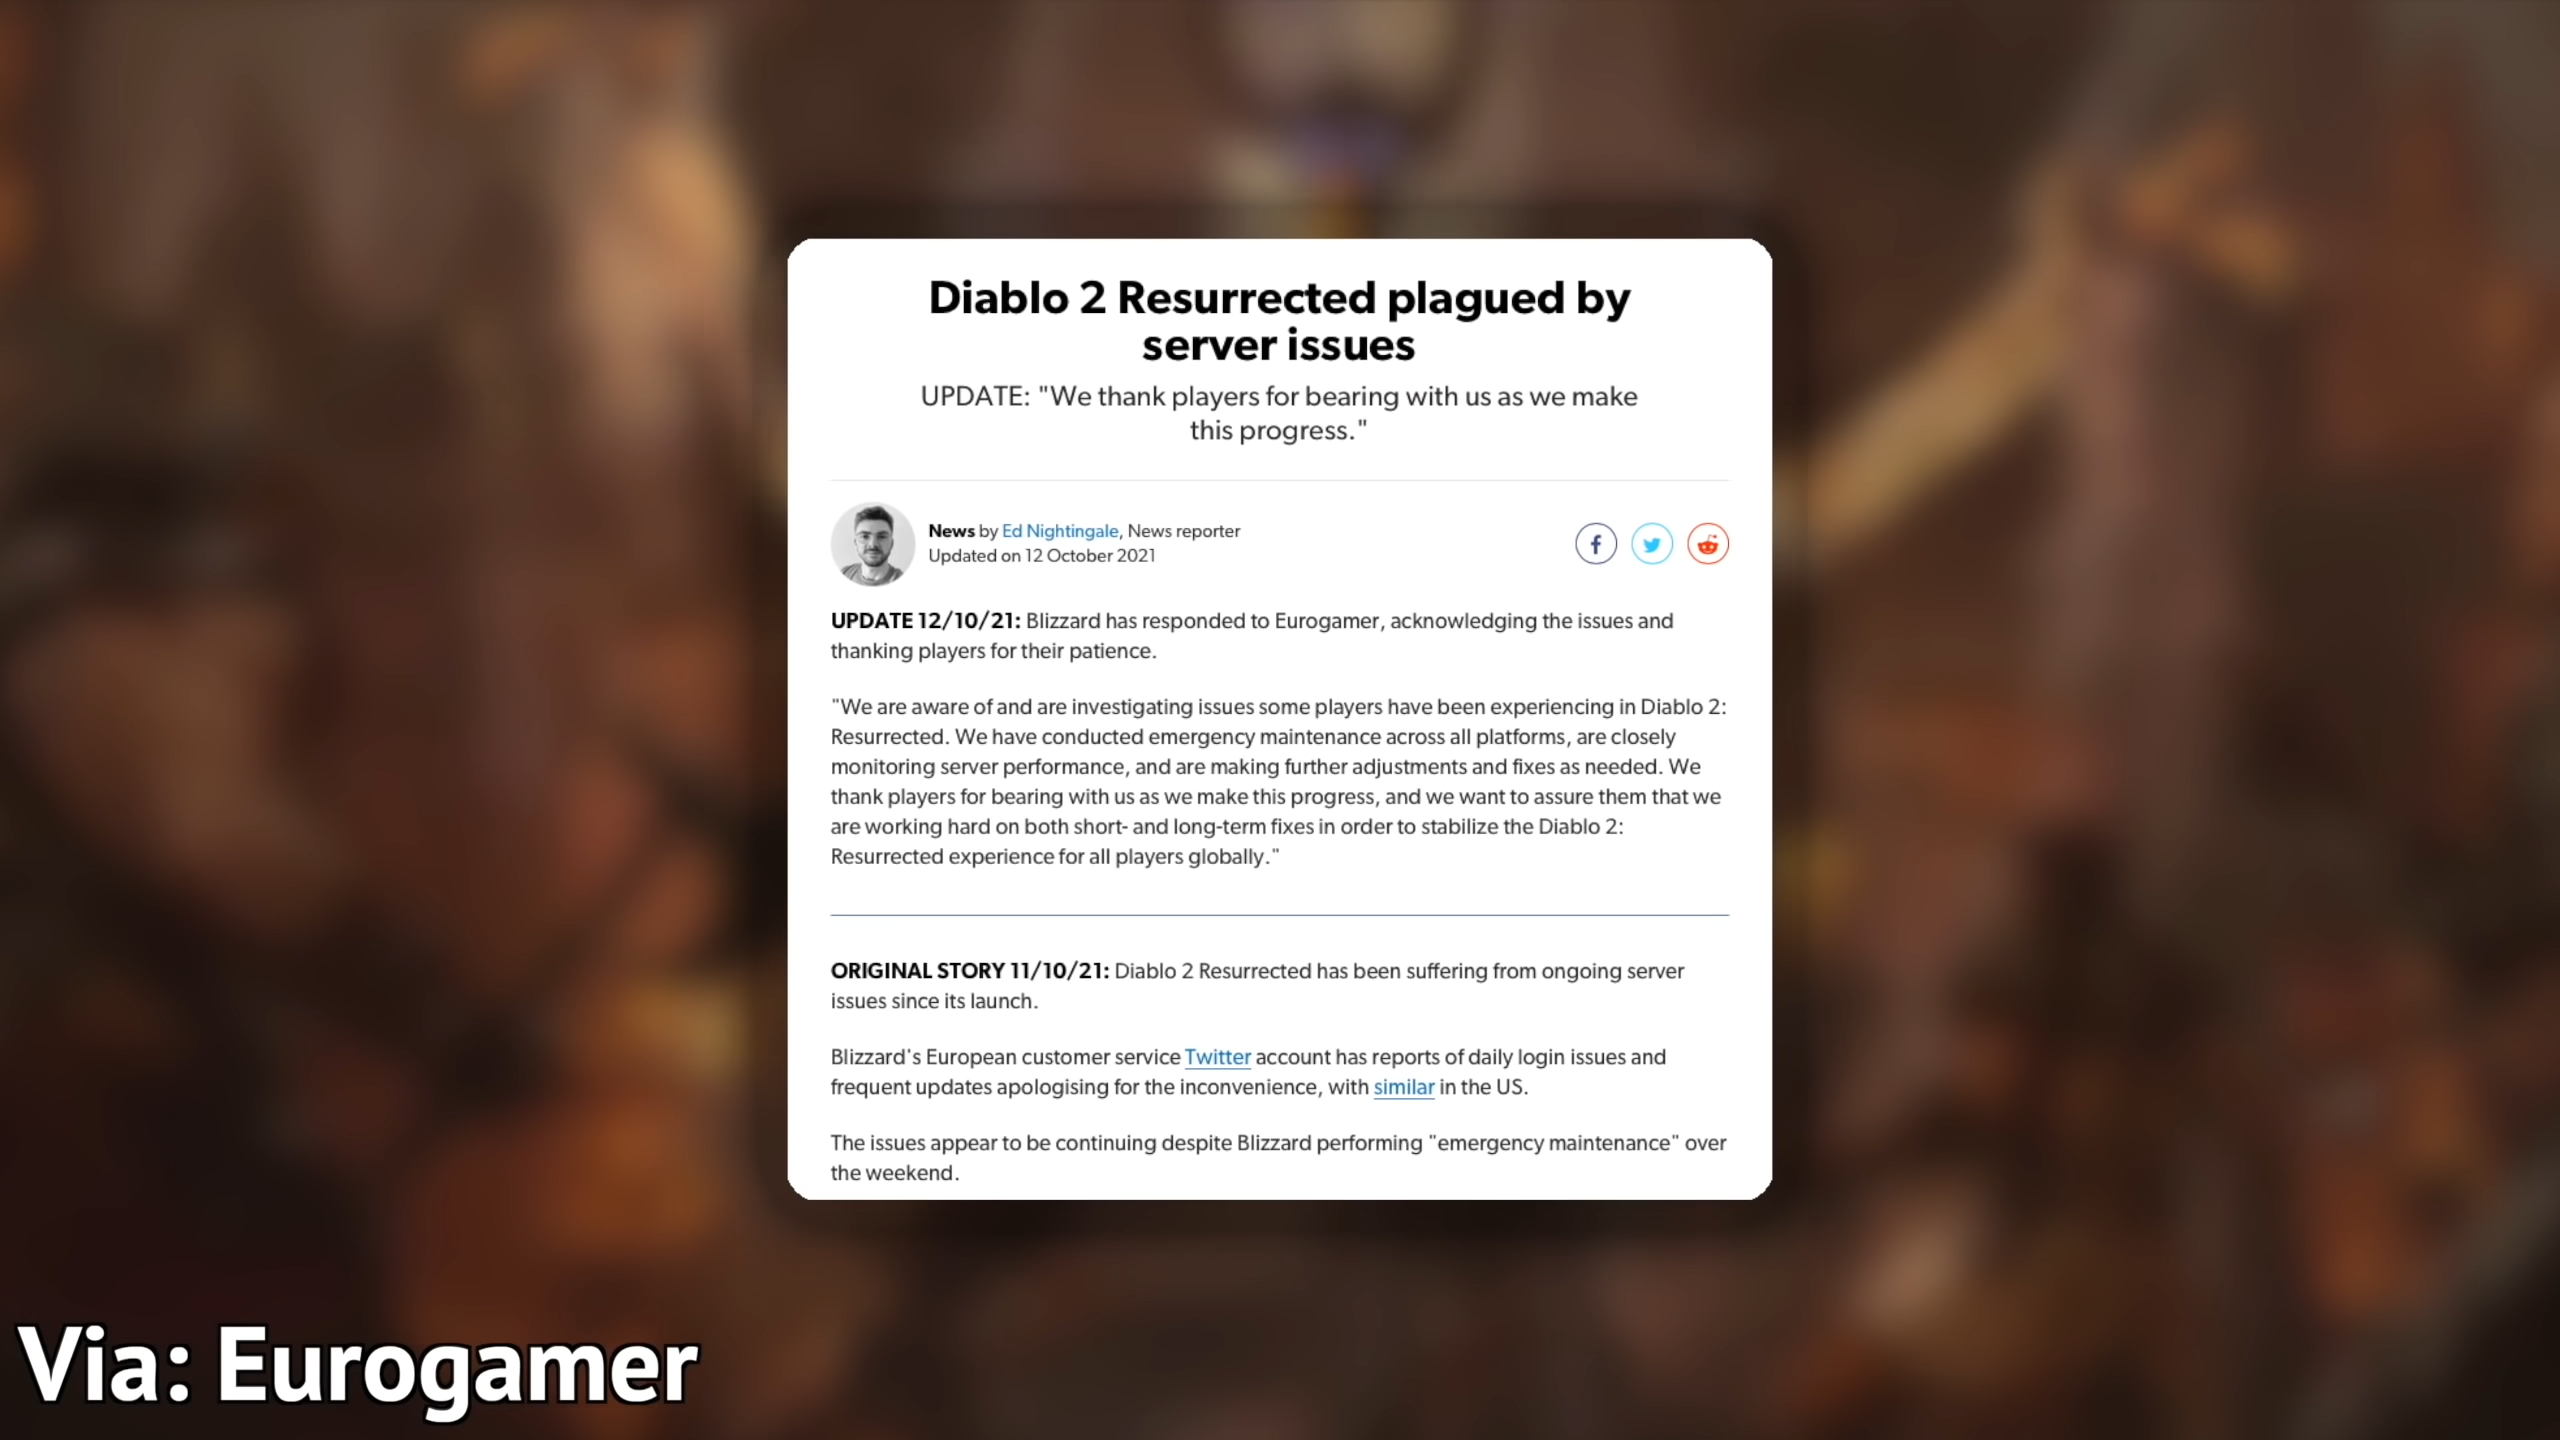 Diablo 2 Resurrected plagued by
server issues
UPDATE: "We thank players for bearing with us as we make
this progress."
News by Ed Nightingale, News reporter
Updated on 12 October 2021
UPDATE 12/10/21: Blizzard has responded to Eurogamer, acknowledging the issues and
thanking players for their patience.
"We are aware of and are investigating issues some players have been experiencing in Diablo 2:
Resurrected. We have conducted emergency maintenance across all platforms, are closely
monitoring server performance, and are making further adjustments and fixes as needed. We
thank players for bearing with us as we make this progress, and we want to assure them that we
are working hard on both short- and long-term fixes in order to stabilize the Diablo 2:
Resurrected experience for all players globally."
ORIGINAL STORY 11/10/21: Diablo 2 Resurrected has been suffering from ongoing server
issues since its launch.
Blizzard's European customer service Twitter account has reports of daily login issues and
frequent updates apologising for the inconvenience, with similar in the US.
The issues appear to be continuing despite Blizzard performing "emergency maintenance" over
the weekend.
Via: Eurogamer